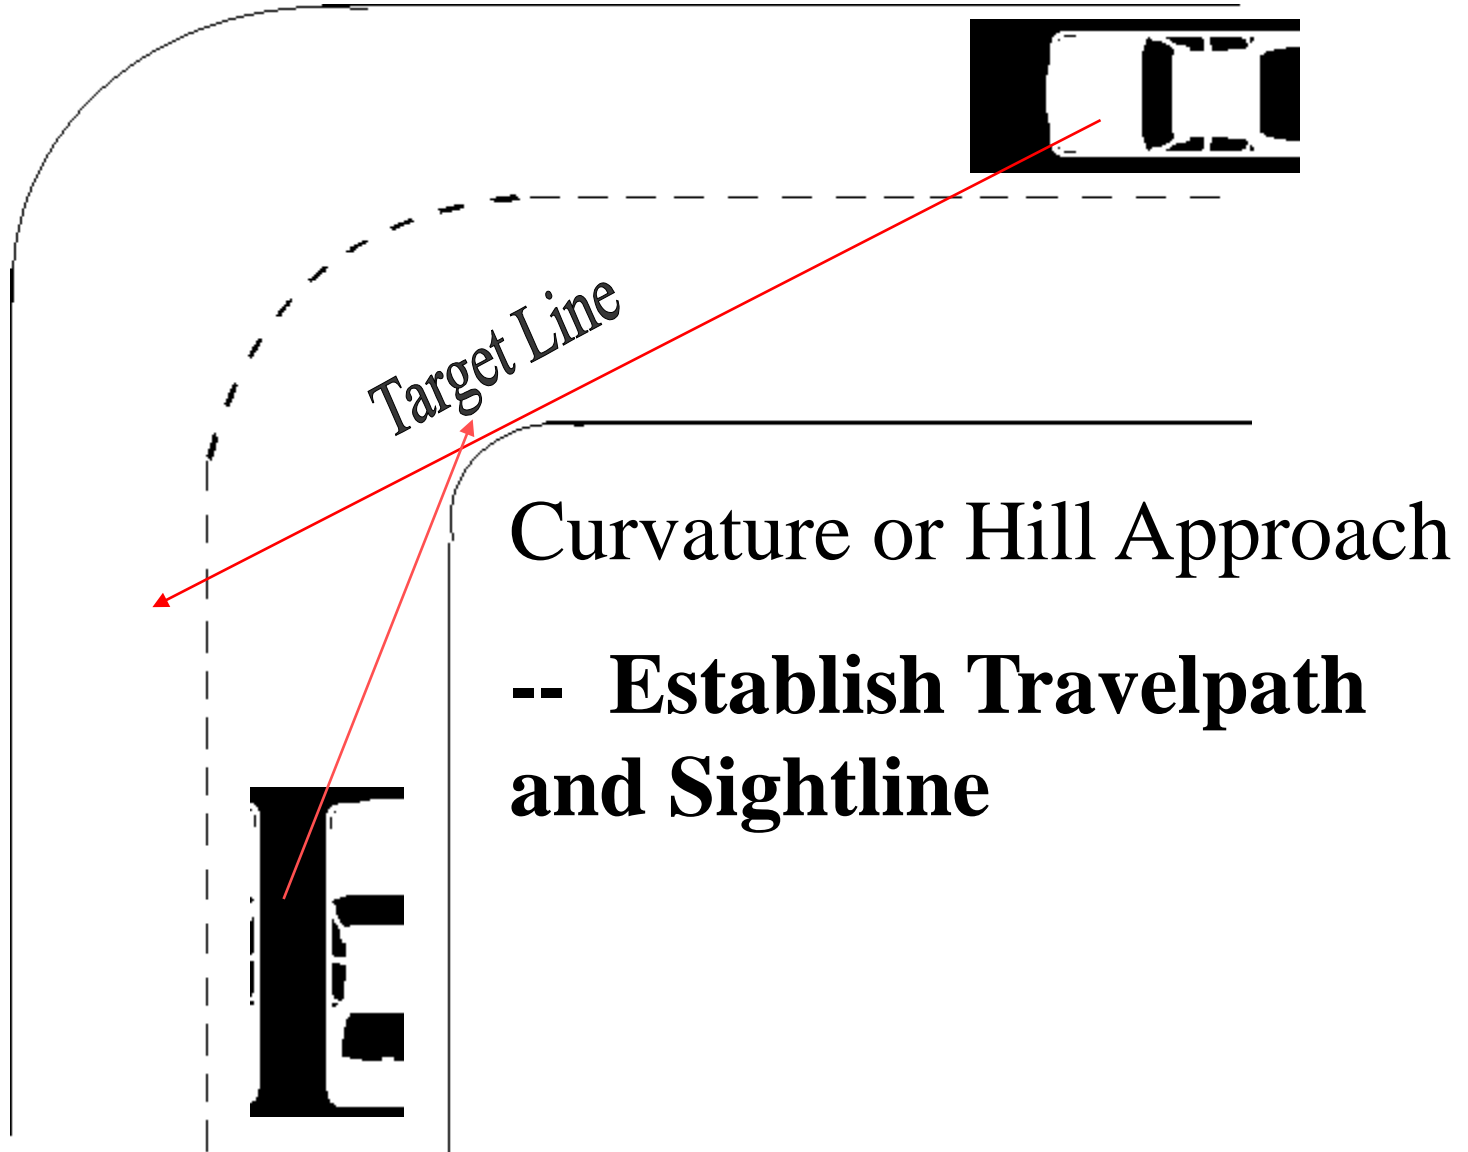 Target Line
Curvature or Hill Approach
-- Establish Travelpath
and Sightline